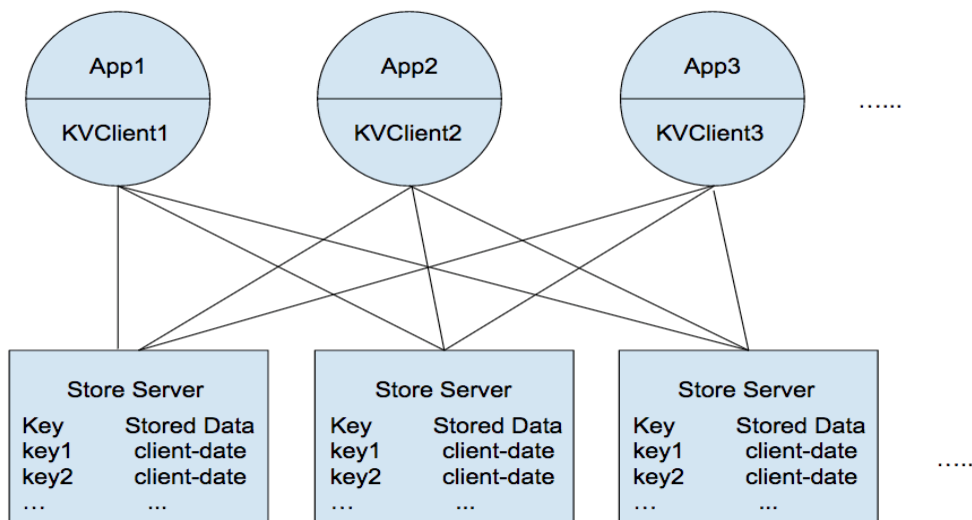 App1 App2 App3
KVClient1 KVClient2 KVClient3
…...
Store Server Store Server Store Server
Key Stored Data Key Stored Data Key Stored Data
key1 client-date key1 client-date key1 client-date
key2 client-date key2 client-date key2 client-date
… ... … ... … ...
…..